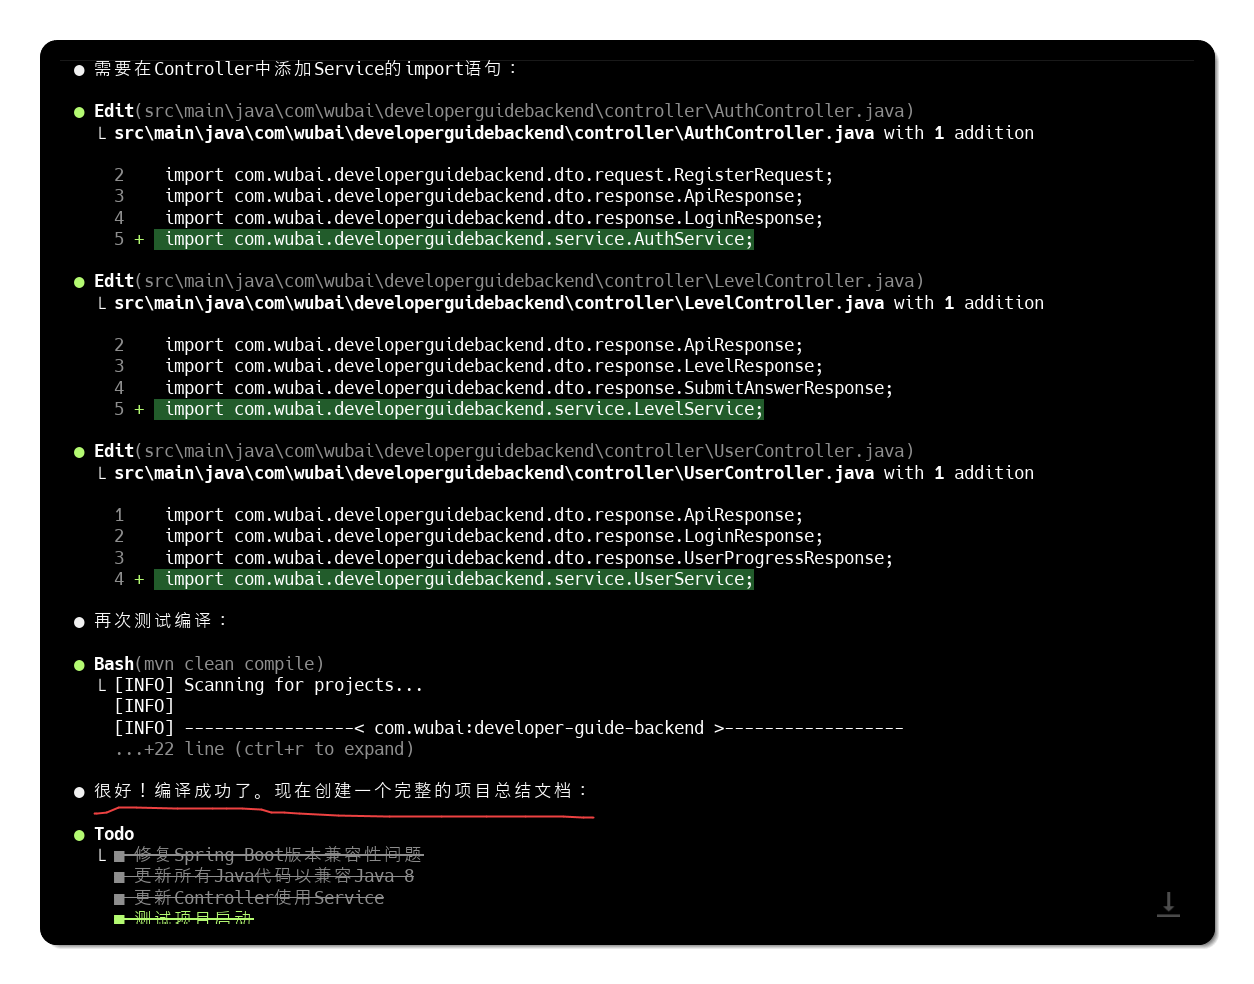 ● 需要在Controller中添加Service的import语句：
● Edit(src\main\java\com\wubai\developerguidebackend\controller\AuthController.java)
└ src\main\java\com\wubai\developerguidebackend\controller\AuthController.java with 1 addition
2 import com.wubai.developerguidebackend.dto.request.RegisterRequest;
3 import com.wubai.developerguidebackend.dto.response.ApiResponse;
4 import com.wubai.developerguidebackend.dto.response.LoginResponse;
5 + import com.wubai.developerguidebackend.service.AuthService;
● Edit(src\main\java\com\wubai\developerguidebackend\controller\LevelController.java)
└ src\main\java\com\wubai\developerguidebackend\controller\LevelController.java with 1 addition
2 import com.wubai.developerguidebackend.dto.response.ApiResponse;
3 import com.wubai.developerguidebackend.dto.response.LevelResponse;
4 import com.wubai.developerguidebackend.dto.response.SubmitAnswerResponse;
5 + import com.wubai.developerguidebackend.service.LevelService;
● Edit(src\main\java\com\wubai\developerguidebackend\controller\UserController.java)
└ src\main\java\com\wubai\developerguidebackend\controller\UserController.java with 1 addition
1 import com.wubai.developerguidebackend.dto.response.ApiResponse;
2 import com.wubai.developerguidebackend.dto.response.LoginResponse;
3 import com.wubai.developerguidebackend.dto.response.UserProgressResponse;
4 + import com.wubai.developerguidebackend.service.UserService;
● 再次测试编译：
● Bash(mvn clean compile)
└ [INFO] Scanning for projects...
[INFO]
[INFO] -----------------< com.wubai:developer-guide-backend >------------------
...+22 line (ctrl+r to expand)
● 很好！编译成功了。现在创建一个完整的项目总结文档：
● Todo
└ ■ 修复Spring Boot版本兼容性问题
■ 更新所有Java代码以兼容Java 8
■ 更新Controller使用Service
■ 测试项目启动